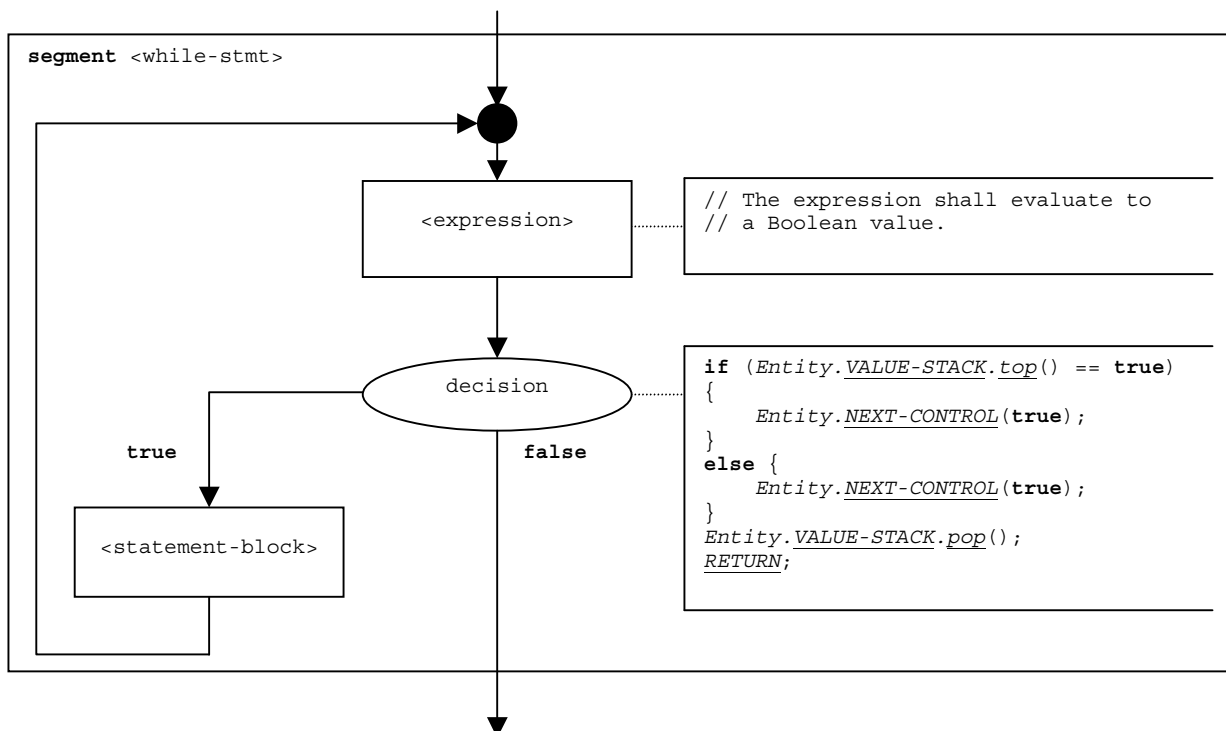 segment <while-stmt>
<expression>
// The expression shall evaluate to
// a Boolean value.
decision
true
false
if (Entity.VALUE-STACK.top() == true)
{
    Entity.NEXT-CONTROL(true);
}
else {
    Entity.NEXT-CONTROL(true);
}
Entity.VALUE-STACK.pop();
RETURN;
<statement-block>